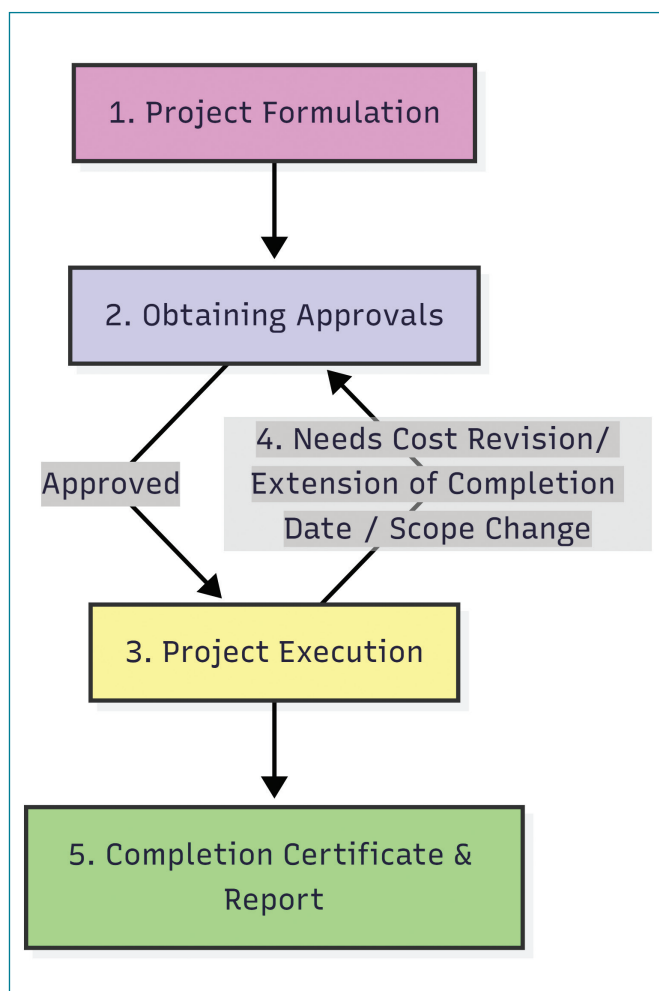 1. Project Formulation
2. Obtaining Approvals
Approved
4. Needs Cost Revision/
Extension of Completion
Date / Scope Change
3. Project Execution
5. Completion Certificate &
Report